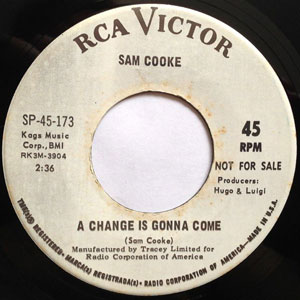 RCA VICTOR
SAM COOKE
SP-45-173
Kags Music
Corp., BMI
RK3M-3904
2:36
45
RPM
NOT FOR SALE
Producers:
Hugo & Luigi
A CHANGE IS GONNA COME
(Sam Cooke)
Manufactured by Tracey Limited for
Radio Corporation of America
TMK(S) REGISTERED • MARCA(S) REGISTRADA(S) • RADIO CORPORATION OF AMERICA—MADE IN U.S.A.